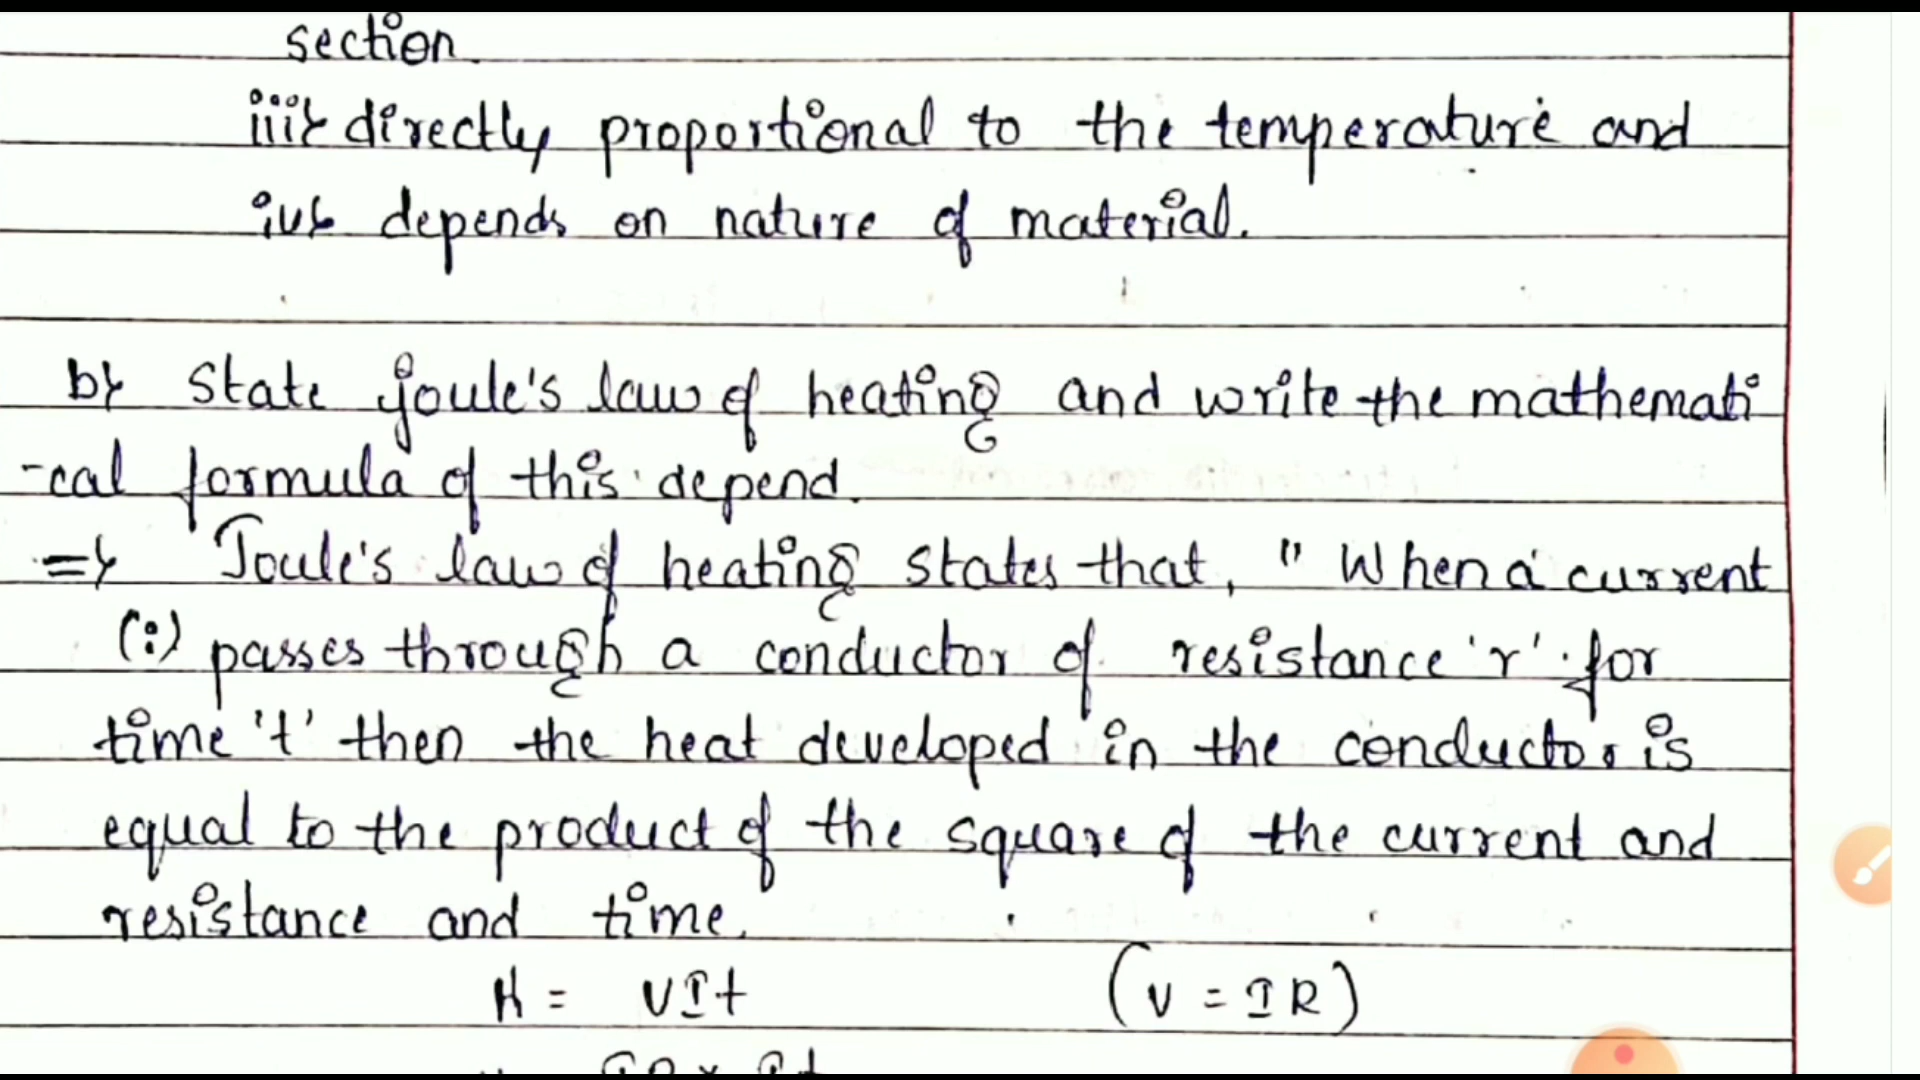 section.
iii) directly proportional to the temperature and
iv) depends on nature of material.
b) State joule's law of heating and write the mathemati
-cal formula of this depend.
=> Joule's law of heating states that, " When a current
(i) passes through a conductor of resistance 'r' for
time 't' then the heat developed in the conductor is
equal to the product of the square of the current and
resistance and time.
H = VIt (V = IR)